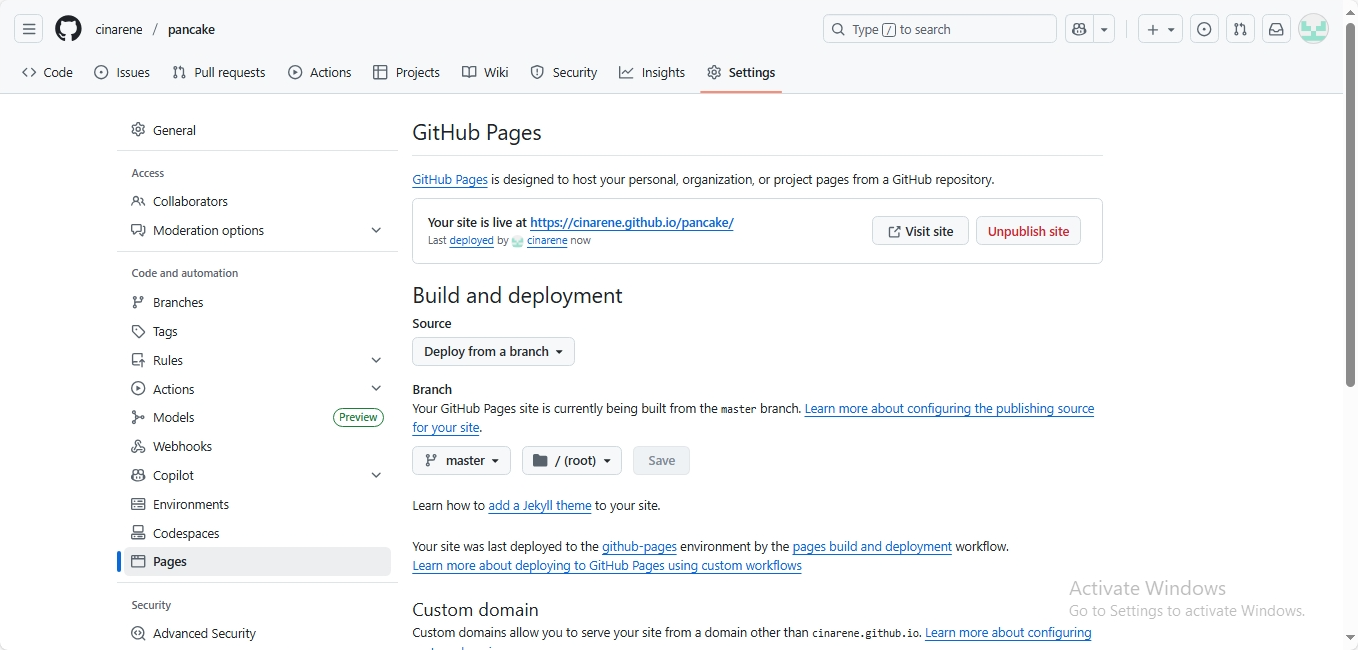 cinarene / pancake
Type / to search
Code Issues Pull requests Actions Projects Wiki Security Insights Settings
General
Access
Collaborators
Moderation options
Code and automation
Branches
Tags
Rules
Actions
Models Preview
Webhooks
Copilot
Environments
Codespaces
Pages
Security
Advanced Security
GitHub Pages
GitHub Pages is designed to host your personal, organization, or project pages from a GitHub repository.
Your site is live at https://cinarene.github.io/pancake/
Last deployed by cinarene now
Visit site Unpublish site
Build and deployment
Source
Deploy from a branch
Branch
Your GitHub Pages site is currently being built from the master branch. Learn more about configuring the publishing source
for your site.
master / (root) Save
Learn how to add a Jekyll theme to your site.
Your site was last deployed to the github-pages environment by the pages build and deployment workflow.
Learn more about deploying to GitHub Pages using custom workflows
Custom domain
Custom domains allow you to serve your site from a domain other than cinarene.github.io. Learn more about configuring
Activate Windows
Go to Settings to activate Windows.